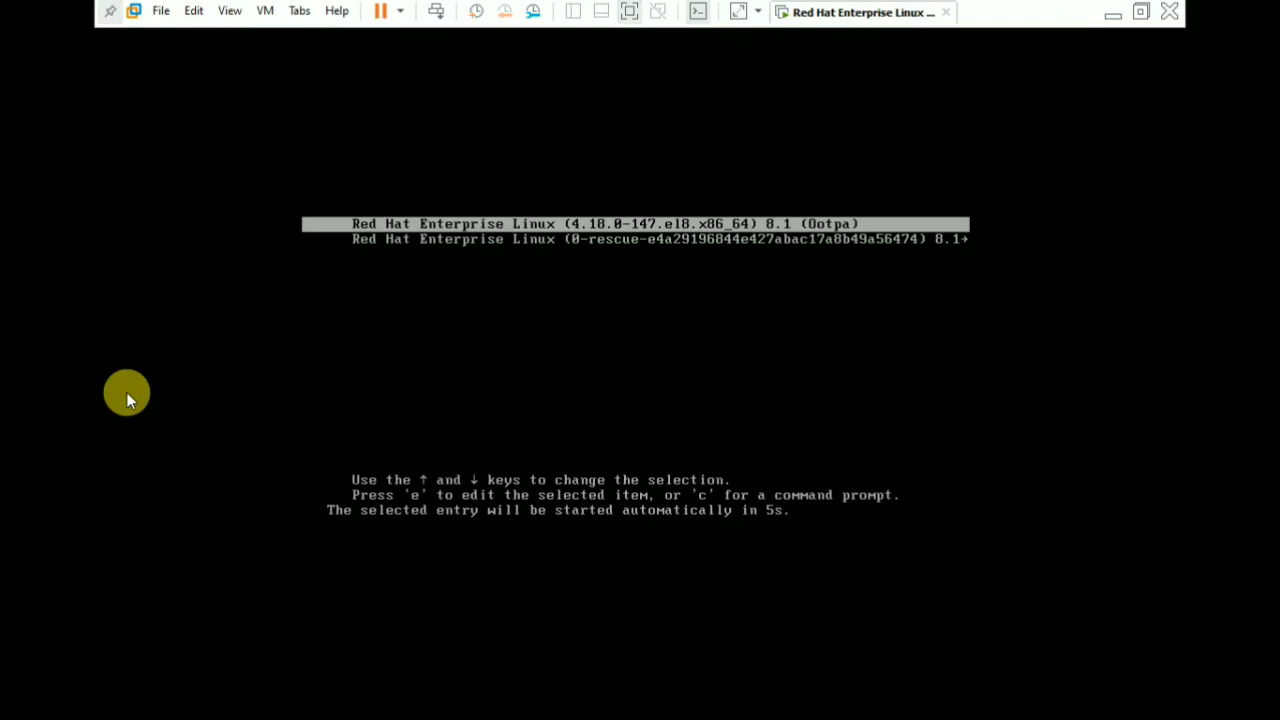 File Edit View VM Tabs Help Red Hat Enterprise Linux ...
Red Hat Enterprise Linux (4.18.0-147.el8.x86_64) 8.1 (Ootpa)
Red Hat Enterprise Linux (0-rescue-e4a29196844e427abac17a8b49a56474) 8.1→
Use the ↑ and ↓ keys to change the selection.
Press 'e' to edit the selected item, or 'c' for a command prompt.
The selected entry will be started automatically in 5s.